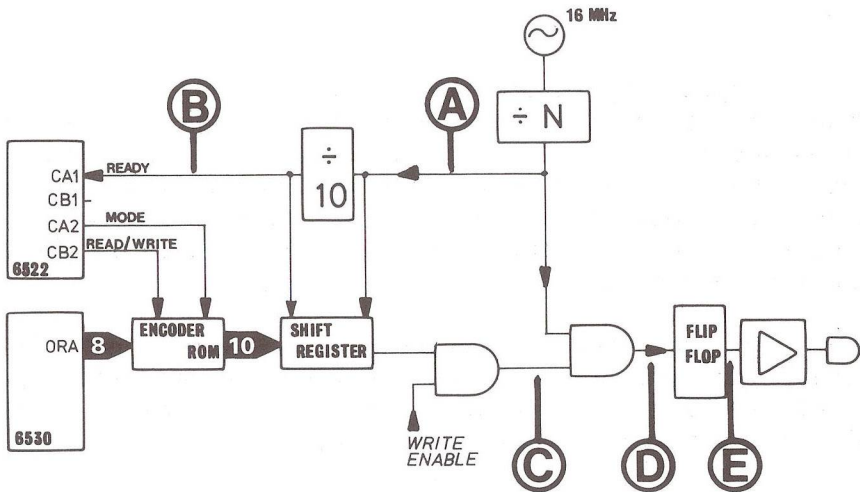 16 MHz
B
A
÷ N
÷
10
CA1
READY
CB1
CA2
MODE
CB2
READ/WRITE
6522
ORA
8
ENCODER
ROM
10
SHIFT
REGISTER
FLIP
FLOP
6530
WRITE
ENABLE
C
D
E